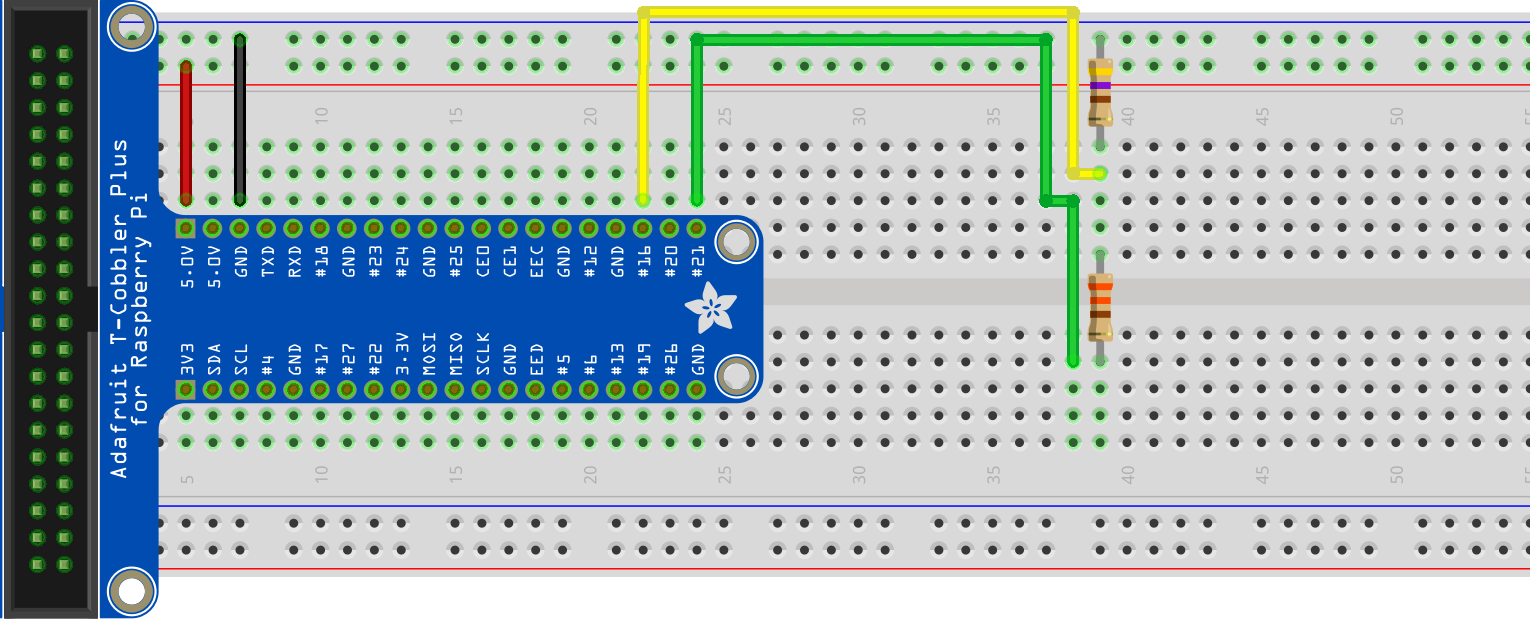 Adafruit T-Cobbler Plus
for Raspberry Pi
10 15 20 25 30 35 40 45 50 55
5.0V 5.0V GND TXD RXD #18 GND #23 #24 GND #25 CE0 CE1 EEC GND #12 GND #16 #20 #21
3V3 SDA SCL #4 GND #17 #27 #22 3.3V MOSI MISO SCLK GND EED #5 #6 #13 #19 #26 GND
5 10 15 20 25 30 35 40 45 50 55